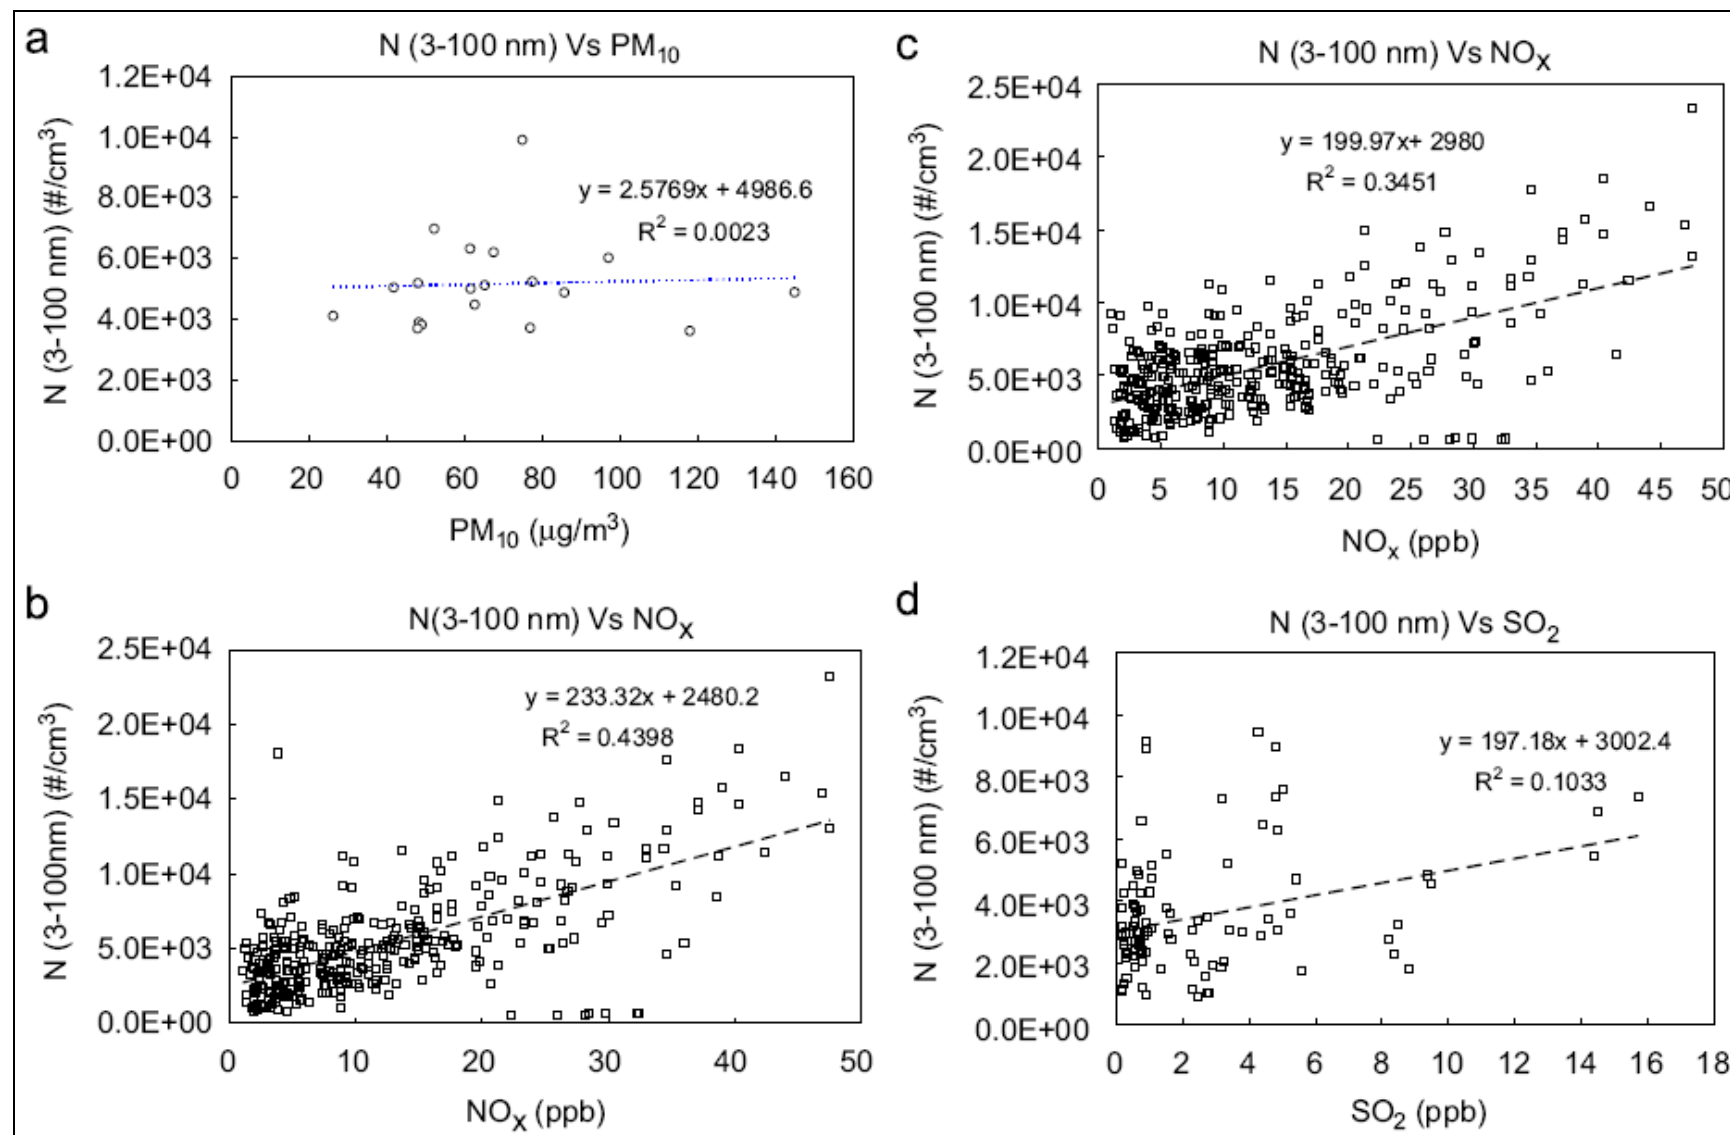 a
N (3-100 nm) Vs PM₁₀
N (3-100 nm) (#/cm³)
1.2E+04
1.0E+04
8.0E+03
6.0E+03
4.0E+03
2.0E+03
0.0E+00
y = 2.5769x + 4986.6
R² = 0.0023
0 20 40 60 80 100 120 140 160
PM₁₀ (μg/m³)
c
N (3-100 nm) Vs NOₓ
N (3-100 nm) (#/cm³)
2.5E+04
2.0E+04
1.5E+04
1.0E+04
5.0E+03
0.0E+00
y = 199.97x+ 2980
R² = 0.3451
0 5 10 15 20 25 30 35 40 45 50
NOₓ (ppb)
b
N(3-100 nm) Vs NOₓ
N (3-100nm) (#/cm³)
2.5E+04
2.0E+04
1.5E+04
1.0E+04
5.0E+03
0.0E+00
y = 233.32x + 2480.2
R² = 0.4398
0 10 20 30 40 50
NOₓ (ppb)
d
N (3-100 nm) Vs SO₂
N (3-100 nm) (#/cm³)
1.2E+04
1.0E+04
8.0E+03
6.0E+03
4.0E+03
2.0E+03
0.0E+00
y = 197.18x + 3002.4
R² = 0.1033
0 2 4 6 8 10 12 14 16 18
SO₂ (ppb)